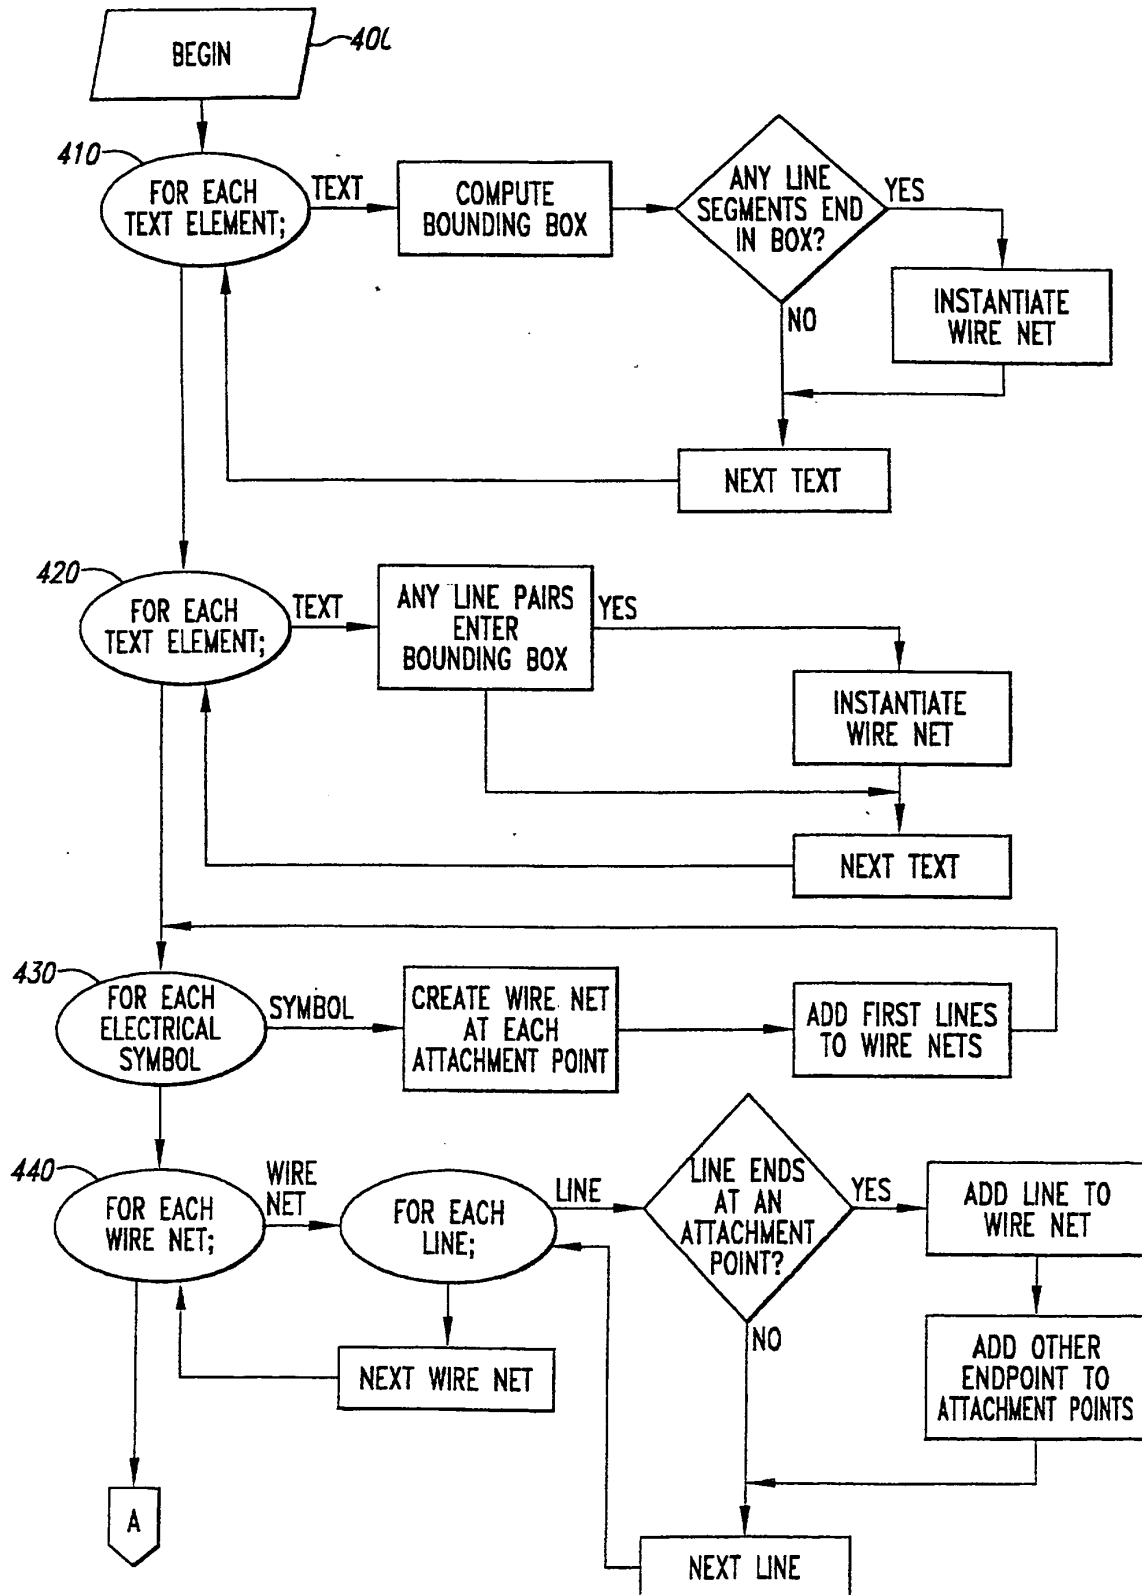 BEGIN
400
410
FOR EACH
TEXT ELEMENT;
TEXT
COMPUTE
BOUNDING BOX
ANY LINE
SEGMENTS END
IN BOX?
YES
NO
INSTANTIATE
WIRE NET
NEXT TEXT
420
FOR EACH
TEXT ELEMENT;
TEXT
ANY LINE PAIRS
ENTER
BOUNDING BOX
YES
INSTANTIATE
WIRE NET
NEXT TEXT
430
FOR EACH
ELECTRICAL
SYMBOL
SYMBOL
CREATE WIRE NET
AT EACH
ATTACHMENT POINT
ADD FIRST LINES
TO WIRE NETS
440
FOR EACH
WIRE NET;
WIRE
NET
FOR EACH
LINE;
LINE
LINE ENDS
AT AN
ATTACHMENT
POINT?
YES
NO
ADD LINE TO
WIRE NET
NEXT WIRE NET
ADD OTHER
ENDPOINT TO
ATTACHMENT POINTS
A
NEXT LINE